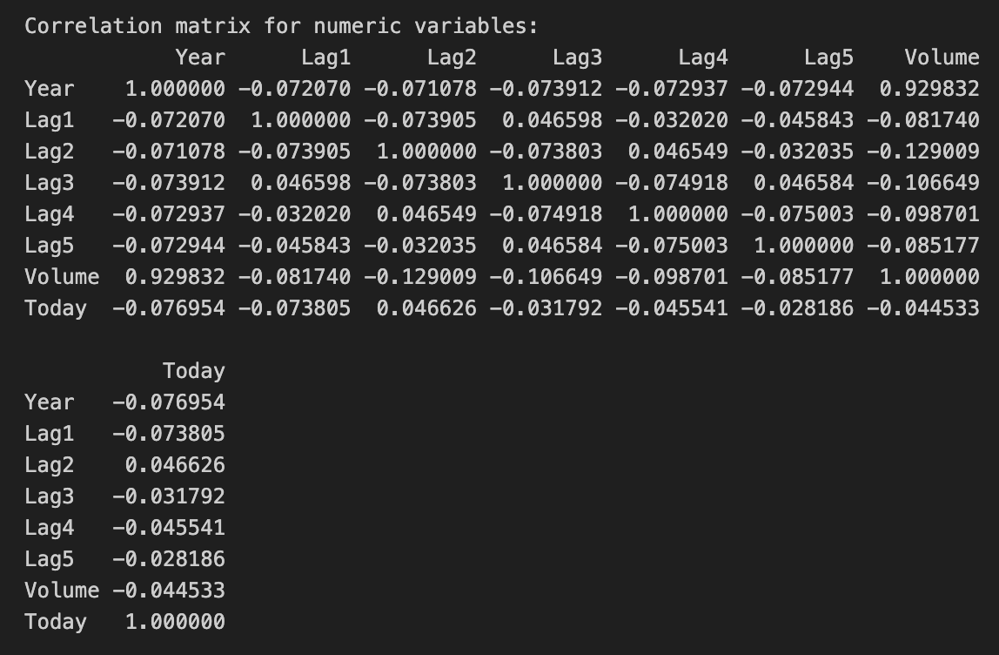 Correlation matrix for numeric variables:
            Year      Lag1      Lag2      Lag3      Lag4      Lag5    Volume
Year    1.000000 -0.072070 -0.071078 -0.073912 -0.072937 -0.072944  0.929832
Lag1   -0.072070  1.000000 -0.073905  0.046598 -0.032020 -0.045843 -0.081740
Lag2   -0.071078 -0.073905  1.000000 -0.073803  0.046549 -0.032035 -0.129009
Lag3   -0.073912  0.046598 -0.073803  1.000000 -0.074918  0.046584 -0.106649
Lag4   -0.072937 -0.032020  0.046549 -0.074918  1.000000 -0.075003 -0.098701
Lag5   -0.072944 -0.045843 -0.032035  0.046584 -0.075003  1.000000 -0.085177
Volume  0.929832 -0.081740 -0.129009 -0.106649 -0.098701 -0.085177  1.000000
Today  -0.076954 -0.073805  0.046626 -0.031792 -0.045541 -0.028186 -0.044533

           Today
Year   -0.076954
Lag1   -0.073805
Lag2    0.046626
Lag3   -0.031792
Lag4   -0.045541
Lag5   -0.028186
Volume -0.044533
Today   1.000000